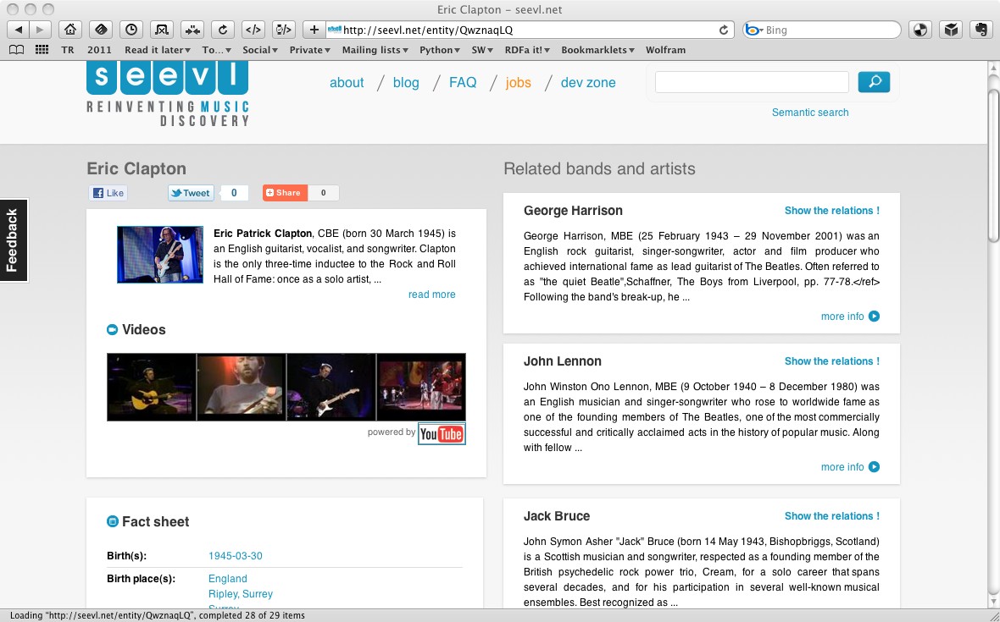 Eric Clapton – seevl.net
http://seevl.net/entity/QwznaqLQ
Bing
TR 2011 Read it later▾ To...▾ Social▾ Private▾ Mailing lists▾ Python▾ SW▾ RDFa it!▾ Bookmarklets▾ Wolfram
seevl
REINVENTING MUSIC
DISCOVERY
about / blog / FAQ / jobs / dev zone
Semantic search
Feedback
Eric Clapton
Like
Tweet 0
Share 0
Eric Patrick Clapton, CBE (born 30 March 1945) is
an English guitarist, vocalist, and songwriter. Clapton
is the only three-time inductee to the Rock and Roll
Hall of Fame: once as a solo artist, ...
read more
Videos
powered by YouTube
Fact sheet
Birth(s): 1945-03-30
Birth place(s): England
Ripley, Surrey
Surrey
Related bands and artists
George Harrison Show the relations !
George Harrison, MBE (25 February 1943 – 29 November 2001) was an
English rock guitarist, singer-songwriter, actor and film producer who
achieved international fame as lead guitarist of The Beatles. Often referred to
as "the quiet Beatle",Schaffner, The Boys from Liverpool, pp. 77-78.</ref>
Following the band's break-up, he ...
more info
John Lennon Show the relations !
John Winston Ono Lennon, MBE (9 October 1940 – 8 December 1980) was
an English musician and singer-songwriter who rose to worldwide fame as
one of the founding members of The Beatles, one of the most commercially
successful and critically acclaimed acts in the history of popular music. Along
with fellow ...
more info
Jack Bruce Show the relations !
John Symon Asher "Jack" Bruce (born 14 May 1943, Bishopbriggs, Scotland)
is a Scottish musician and songwriter, respected as a founding member of the
British psychedelic rock power trio, Cream, for a solo career that spans
several decades, and for his participation in several well-known musical
ensembles. Best recognized as ...
Loading "http://seevl.net/entity/QwznaqLQ", completed 28 of 29 items